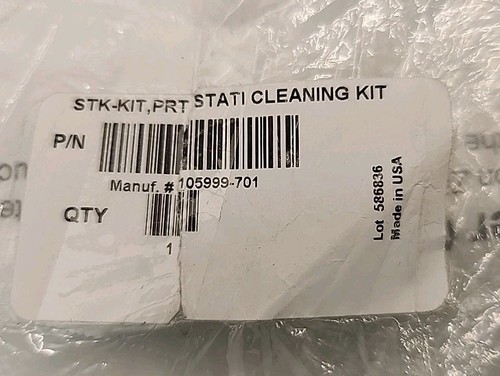 STK-KIT,PRT STATI CLEANING KIT
P/N
Manuf. # 105999-701
QTY
1
Lot 586836
Made in USA